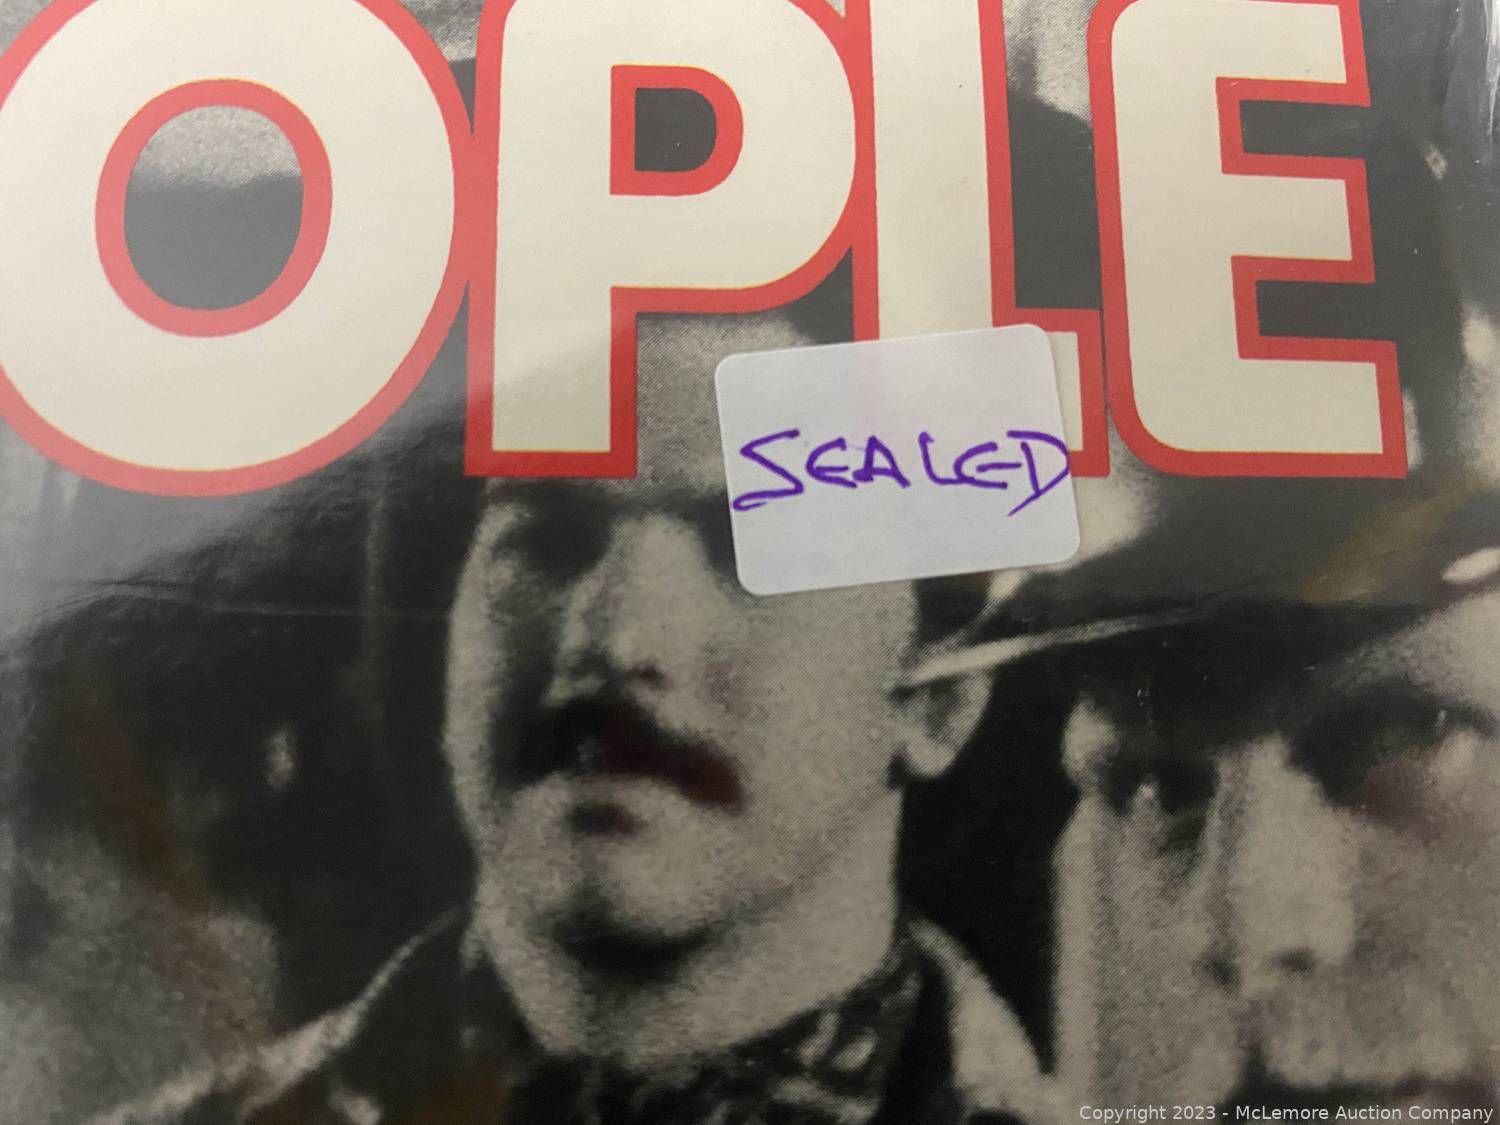 OPLE
SEALED
Copyright 2023 - McLemore Auction Company